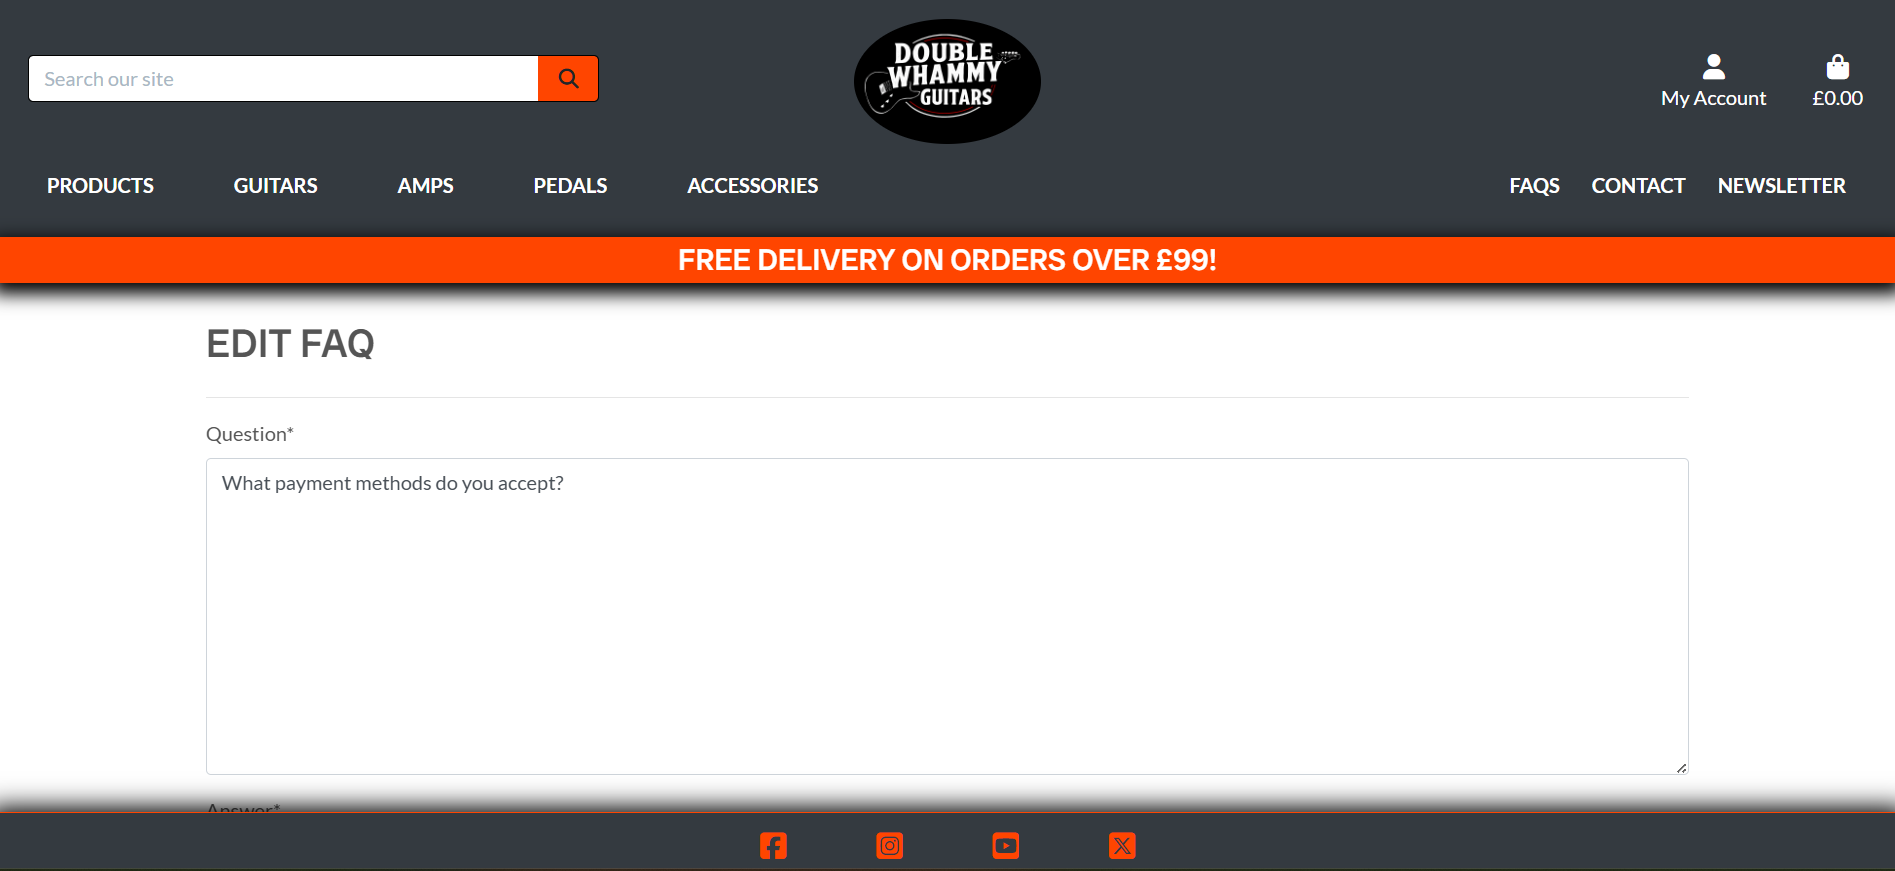 Search our site
DOUBLE
WHAMMY
GUITARS
My Account
£0.00
PRODUCTS
GUITARS
AMPS
PEDALS
ACCESSORIES
FAQS
CONTACT
NEWSLETTER
FREE DELIVERY ON ORDERS OVER £99!
EDIT FAQ
Question*
What payment methods do you accept?
Answer*